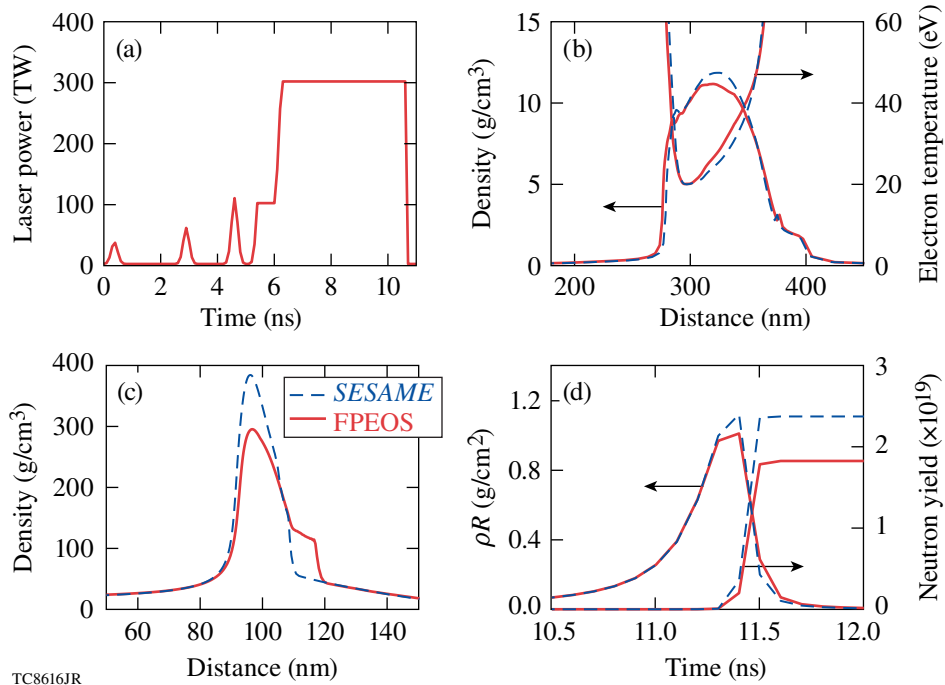 (a)
Laser power (TW)
400
300
200
100
0
0 2 4 6 8 10
Time (ns)
(b)
Density (g/cm3)
15
10
5
0
60
40
20
0
Electron temperature (eV)
200 300 400
Distance (nm)
(c)
Density (g/cm3)
400
300
200
100
0
SESAME
FPEOS
60 80 100 120 140
Distance (nm)
(d)
ρR (g/cm2)
1.2
0.8
0.4
0.0
3
2
1
0
Neutron yield (×10¹⁹)
10.5 11.0 11.5 12.0
Time (ns)
TC8616JR